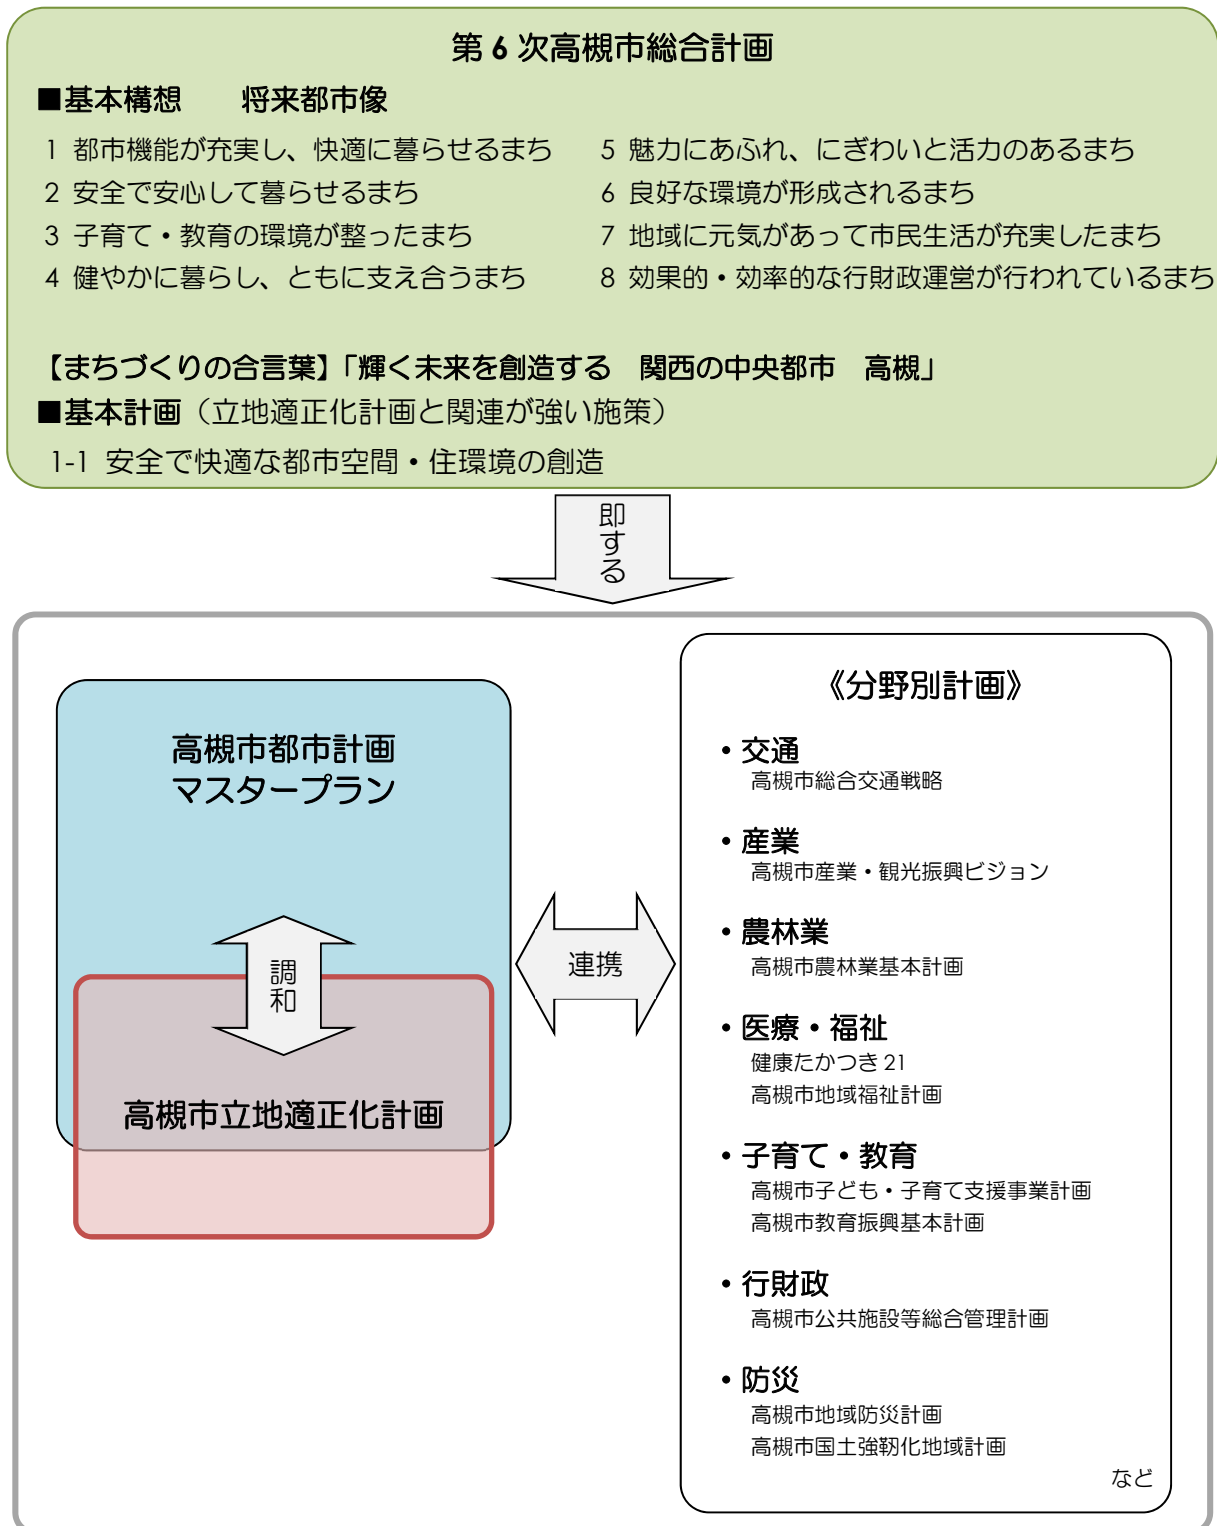 第6次高槻市総合計画
■基本構想　　将来都市像
1 都市機能が充実し、快適に暮らせるまち
2 安全で安心して暮らせるまち
3 子育て・教育の環境が整ったまち
4 健やかに暮らし、ともに支え合うまち
5 魅力にあふれ、にぎわいと活力のあるまち
6 良好な環境が形成されるまち
7 地域に元気があって市民生活が充実したまち
8 効果的・効率的な行財政運営が行われているまち
【まちづくりの合言葉】「輝く未来を創造する　関西の中央都市　高槻」
■基本計画（立地適正化計画と関連が強い施策）
1-1 安全で快適な都市空間・住環境の創造
即する
高槻市都市計画
マスタープラン
調和
高槻市立地適正化計画
連携
《分野別計画》
・交通
高槻市総合交通戦略
・産業
高槻市産業・観光振興ビジョン
・農林業
高槻市農林業基本計画
・医療・福祉
健康たかつき21
高槻市地域福祉計画
・子育て・教育
高槻市子ども・子育て支援事業計画
高槻市教育振興基本計画
・行財政
高槻市公共施設等総合管理計画
・防災
高槻市地域防災計画
高槻市国土強靭化地域計画
など